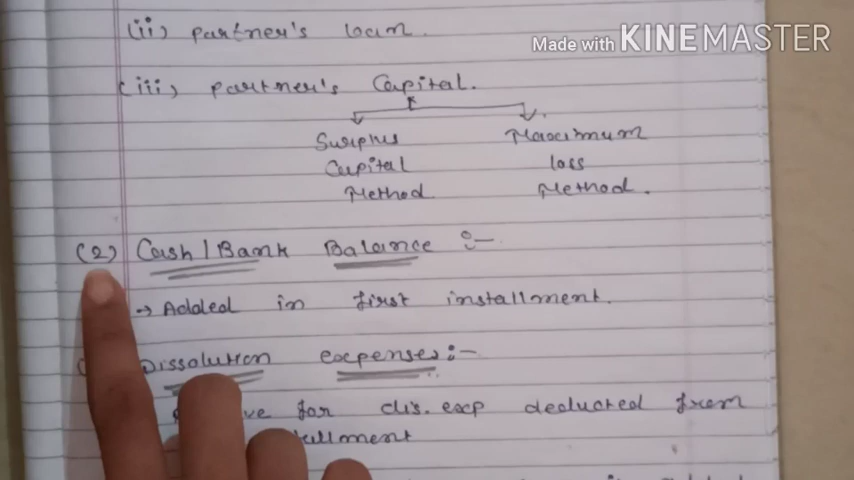 (ii) partner's loan.
Made with KINEMASTER
(iii) partner's Capital.
Surplus Maximum
Capital loss
Method Method.
(2) Cash/Bank Balance :-
→ Added in first installment.
Dissolution expenses:-
for dis. exp deducted from